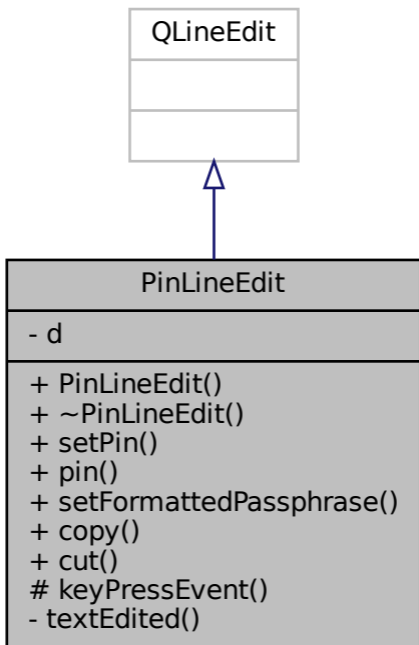 QLineEdit
PinLineEdit
- d
+ PinLineEdit()
+ ~PinLineEdit()
+ setPin()
+ pin()
+ setFormattedPassphrase()
+ copy()
+ cut()
# keyPressEvent()
- textEdited()